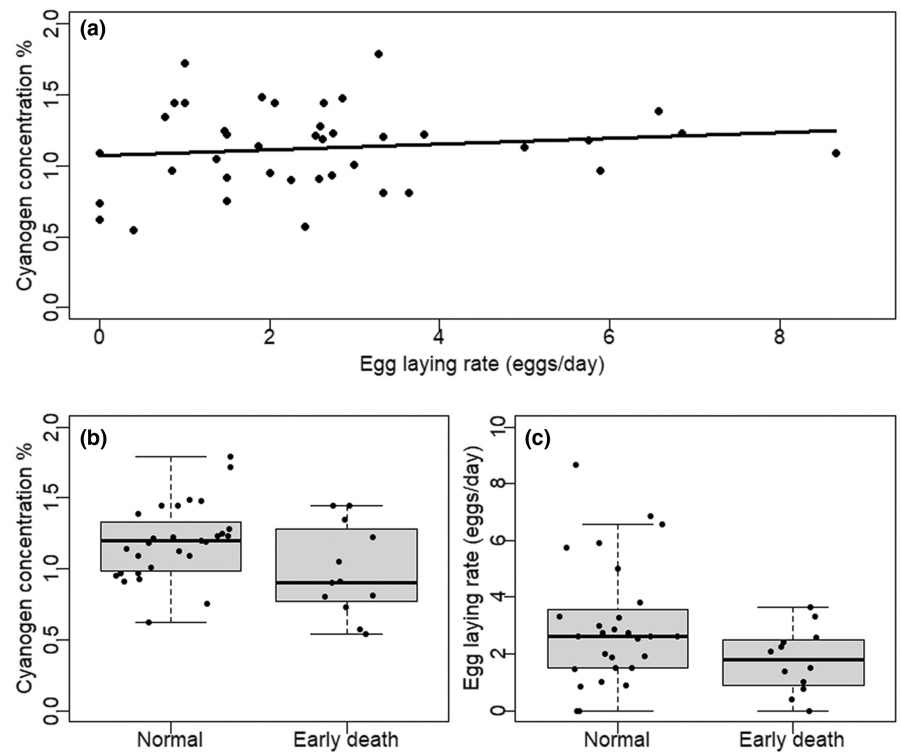 (a)
Cyanogen concentration %
2.0
1.5
1.0
0.5
0.0
0 2 4 6 8
Egg laying rate (eggs/day)
(b)
Cyanogen concentration %
2.0
1.5
1.0
0.5
0.0
Normal Early death
(c)
Egg laying rate (eggs/day)
10
8
6
4
2
0
Normal Early death